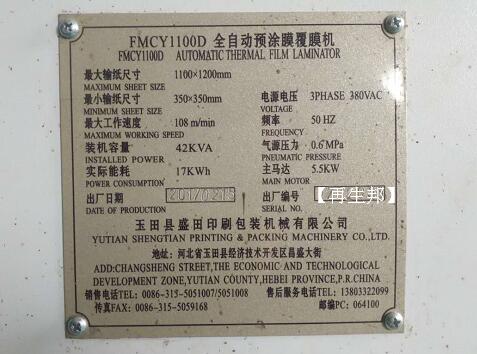 FMCY1100D 全自动预涂膜覆膜机
FMCY1100D AUTOMATIC THERMAL FILM LAMINATOR
最大输纸尺寸 1100×1200mm
MAXIMUM SHEET SIZE
最小输纸尺寸 350×350mm 电源电压 3PHASE 380VAC
MINIMUM SHEET SIZE VOLTAGE
最大工作速度 108 m/min 频率 50 HZ
MAXIMUM WORKING SPEED FREQUENCY
装机容量 42KVA 气源压力 0.6MPa
INSTALLED POWER PNEUMATIC PRESSURE
实际能耗 17KWh 主马达 5.5KW
POWER CONSUMPTION MAIN MOTOR
出厂日期 出厂编号 【再生邦】
DATE OF PRODUCTION SERIAL NO.
玉田县盛田印刷包装机械有限公司
YUTIAN SHENGTIAN PRINTING & PACKING MACHINERY CO.,LTD.
地址: 河北省玉田县经济技术开发区昌盛大街
ADD:CHANGSHENG STREET,THE ECONOMIC AND TECHNOLOGICAL
DEVELOPMENT ZONE,YUTIAN COUNTY,HEBEI PROVINCE,P.R.CHINA
销售电话TEL: 0086-315-5051007/5051008 售后服务电话TEL: 13803322099
传真FAX: 0086-315-5059168 邮编PC: 064100